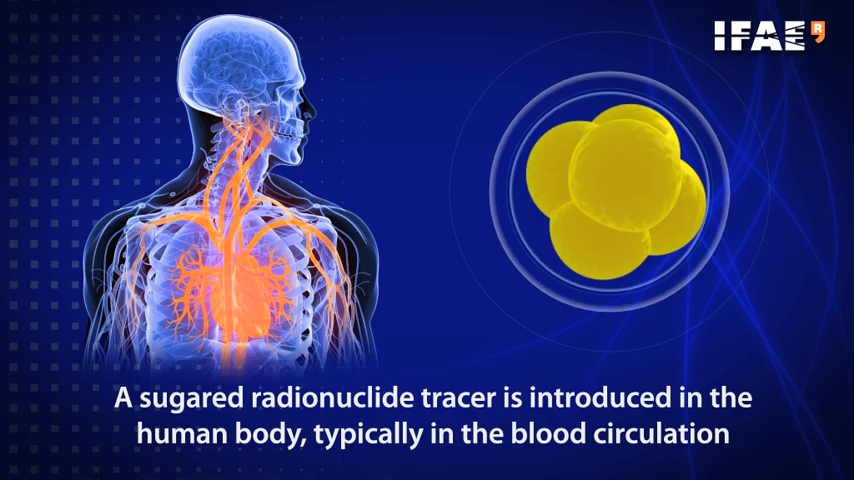 IFAE R
A sugared radionuclide tracer is introduced in the
human body, typically in the blood circulation